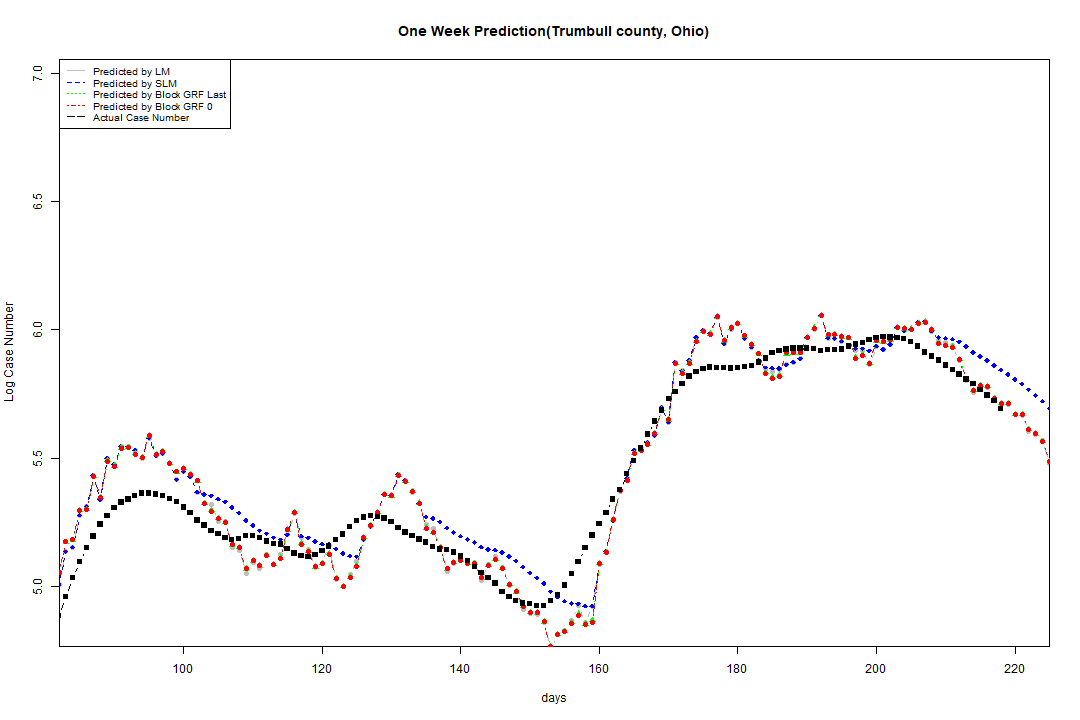 One Week Prediction(Trumbull county, Ohio)
Predicted by LM
Predicted by SLM
Predicted by Block GRF Last
Predicted by Block GRF 0
Actual Case Number
7.0
6.5
6.0
5.5
5.0
Log Case Number
100 120 140 160 180 200 220
days